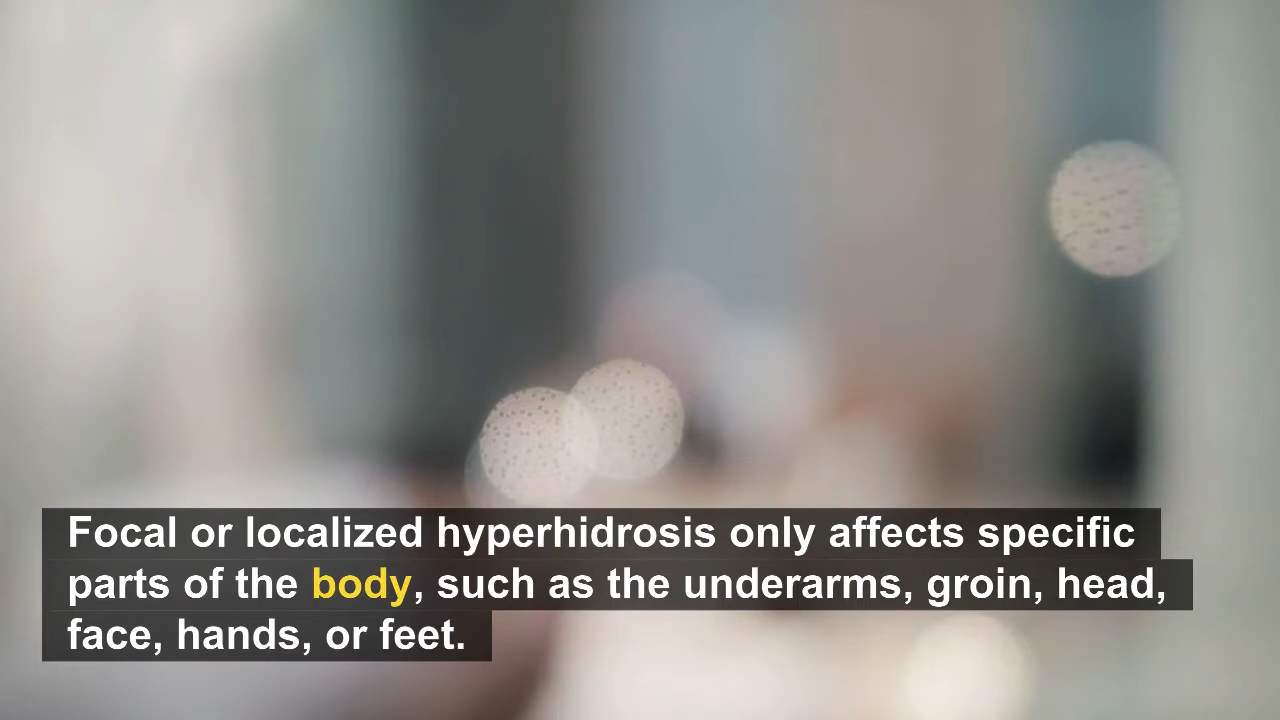 Focal or localized hyperhidrosis only affects specific
parts of the body, such as the underarms, groin, head,
face, hands, or feet.